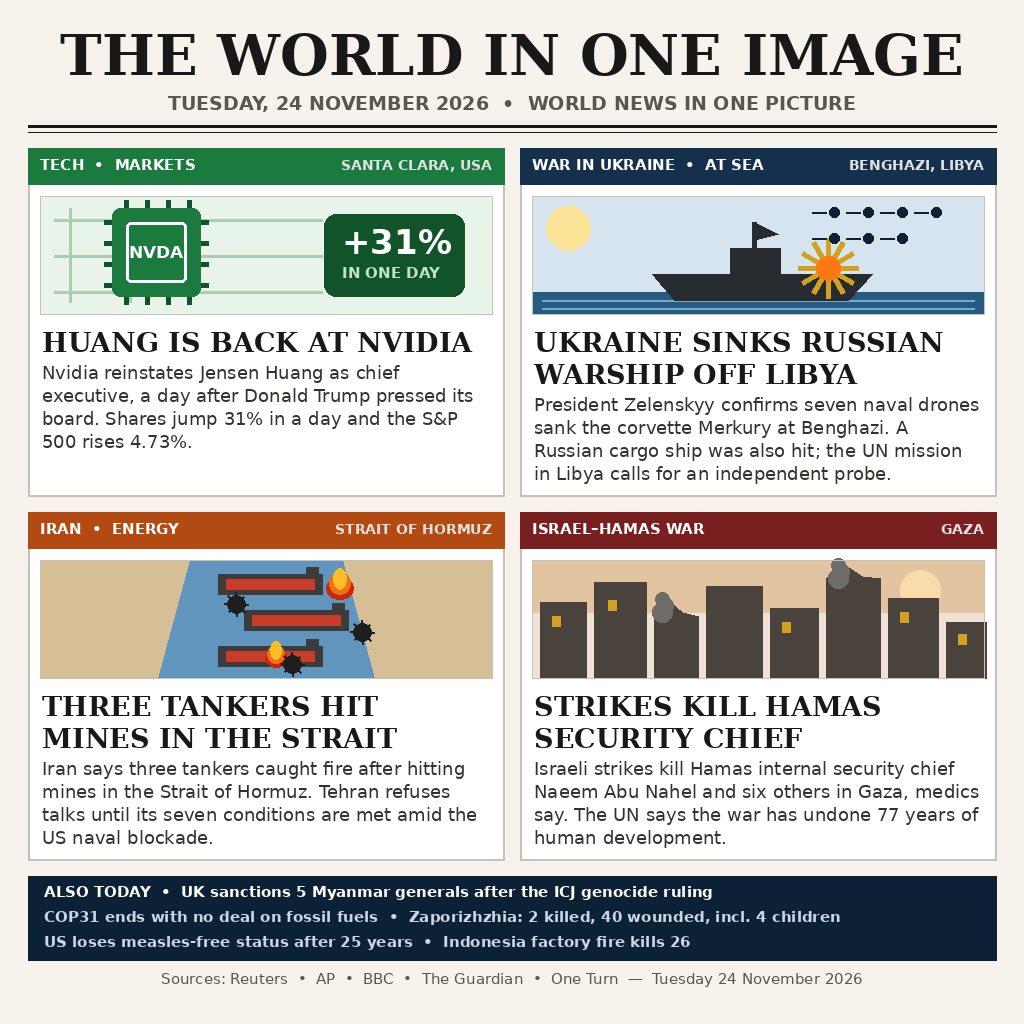 THE WORLD IN ONE IMAGE
TUESDAY, 24 NOVEMBER 2026 • WORLD NEWS IN ONE PICTURE
TECH • MARKETS SANTA CLARA, USA
NVDA
+31%
IN ONE DAY
HUANG IS BACK AT NVIDIA
Nvidia reinstates Jensen Huang as chief
executive, a day after Donald Trump pressed its
board. Shares jump 31% in a day and the S&P
500 rises 4.73%.
WAR IN UKRAINE • AT SEA BENGHAZI, LIBYA
UKRAINE SINKS RUSSIAN
WARSHIP OFF LIBYA
President Zelenskyy confirms seven naval drones
sank the corvette Merkury at Benghazi. A
Russian cargo ship was also hit; the UN mission
in Libya calls for an independent probe.
IRAN • ENERGY STRAIT OF HORMUZ
THREE TANKERS HIT
MINES IN THE STRAIT
Iran says three tankers caught fire after hitting
mines in the Strait of Hormuz. Tehran refuses
talks until its seven conditions are met amid the
US naval blockade.
ISRAEL–HAMAS WAR GAZA
STRIKES KILL HAMAS
SECURITY CHIEF
Israeli strikes kill Hamas internal security chief
Naeem Abu Nahel and six others in Gaza, medics
say. The UN says the war has undone 77 years of
human development.
ALSO TODAY • UK sanctions 5 Myanmar generals after the ICJ genocide ruling
COP31 ends with no deal on fossil fuels • Zaporizhzhia: 2 killed, 40 wounded, incl. 4 children
US loses measles-free status after 25 years • Indonesia factory fire kills 26
Sources: Reuters • AP • BBC • The Guardian • One Turn — Tuesday 24 November 2026